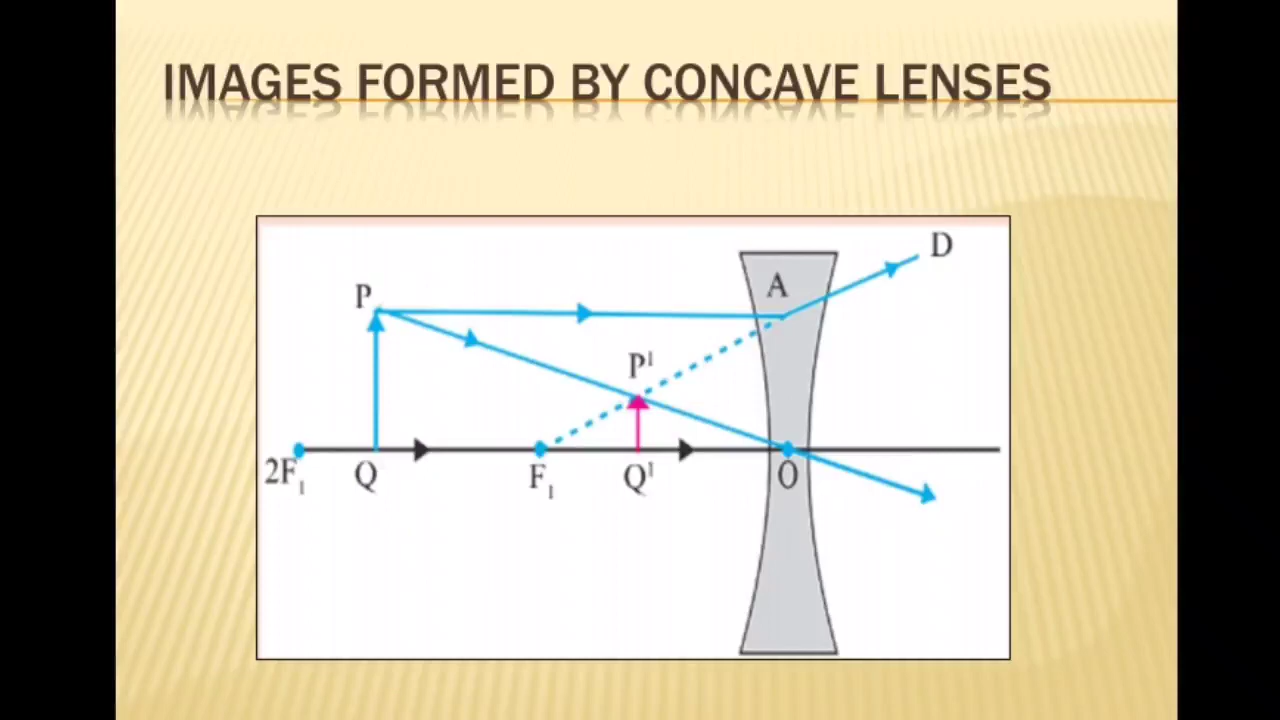 IMAGES FORMED BY CONCAVE LENSES
D
A
P
P¹
2F₁
Q
F₁
Q¹
O